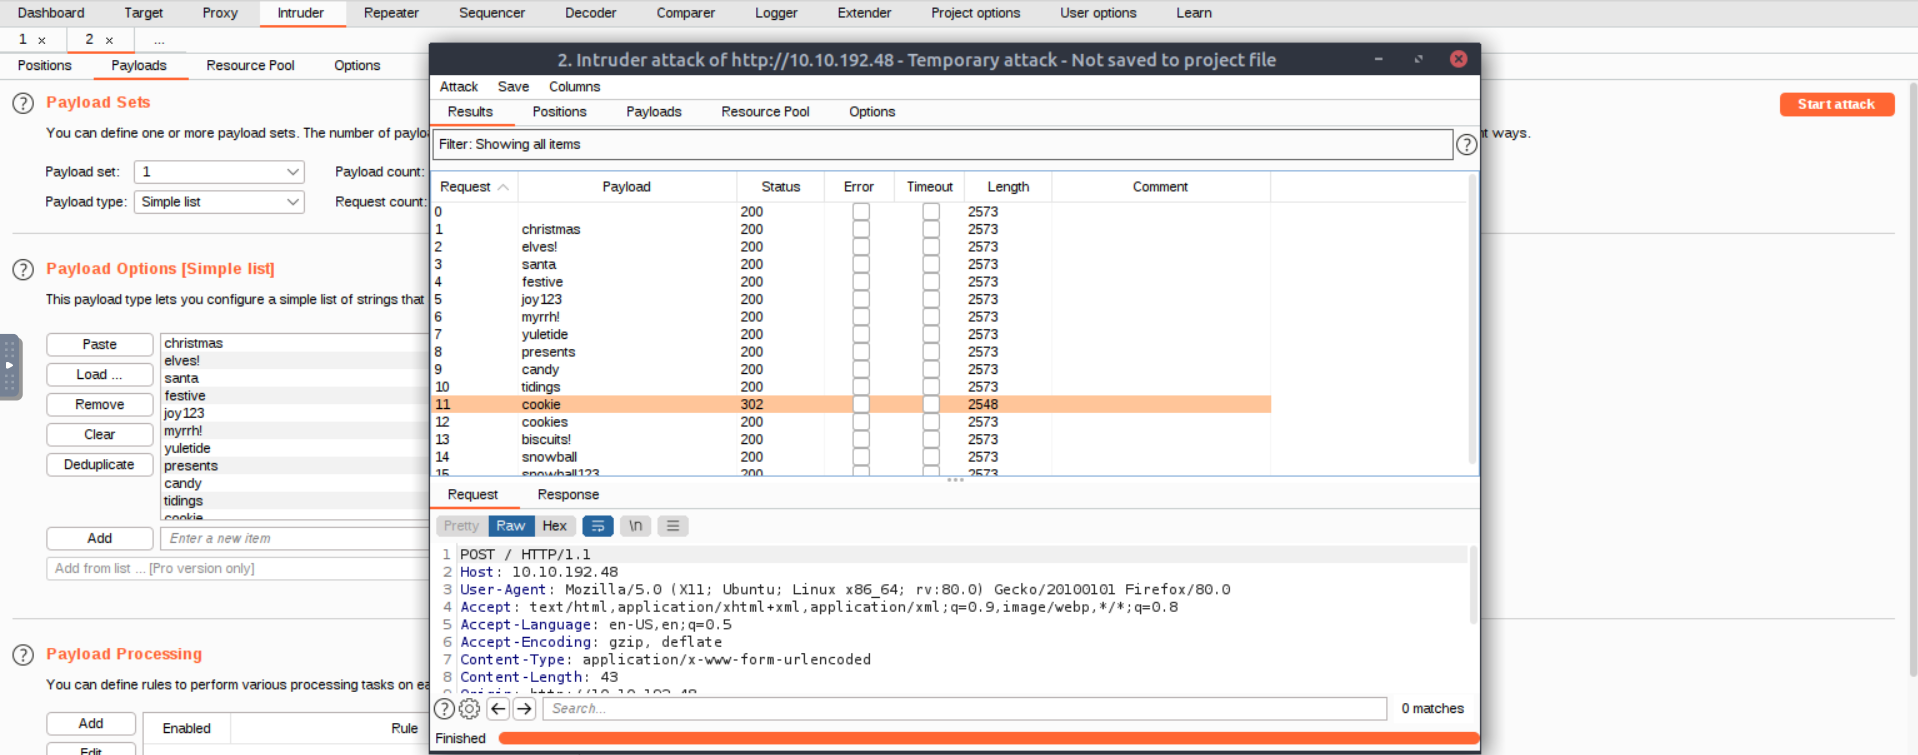 Dashboard Target Proxy Intruder Repeater Sequencer Decoder Comparer Logger Extender Project options User options Learn
1 × 2 × ...
Positions Payloads Resource Pool Options
2. Intruder attack of http://10.10.192.48 - Temporary attack - Not saved to project file
Attack Save Columns
Results Positions Payloads Resource Pool Options
Filter: Showing all items
? Payload Sets
Start attack
You can define one or more payload sets. The number of paylo
nt ways.
Payload set: 1 Payload count:
Payload type: Simple list Request count:
? Payload Options [Simple list]
This payload type lets you configure a simple list of strings that
Paste
Load ...
Remove
Clear
Deduplicate
christmas
elves!
santa
festive
joy123
myrrh!
yuletide
presents
candy
tidings
cookie
Add Enter a new item
Add from list ... [Pro version only]
? Payload Processing
You can define rules to perform various processing tasks on ea
Add Enabled Rule
Edit
Request Payload Status Error Timeout Length Comment
0 200 2573
1 christmas 200 2573
2 elves! 200 2573
3 santa 200 2573
4 festive 200 2573
5 joy123 200 2573
6 myrrh! 200 2573
7 yuletide 200 2573
8 presents 200 2573
9 candy 200 2573
10 tidings 200 2573
11 cookie 302 2548
12 cookies 200 2573
13 biscuits! 200 2573
14 snowball 200 2573
15 snowball123 200 2573
Request Response
Pretty Raw Hex \n
1 POST / HTTP/1.1
2 Host: 10.10.192.48
3 User-Agent: Mozilla/5.0 (X11; Ubuntu; Linux x86_64; rv:80.0) Gecko/20100101 Firefox/80.0
4 Accept: text/html,application/xhtml+xml,application/xml;q=0.9,image/webp,*/*;q=0.8
5 Accept-Language: en-US,en;q=0.5
6 Accept-Encoding: gzip, deflate
7 Content-Type: application/x-www-form-urlencoded
8 Content-Length: 43
9 Origin: http://10.10.192.48
? Search... 0 matches
Finished